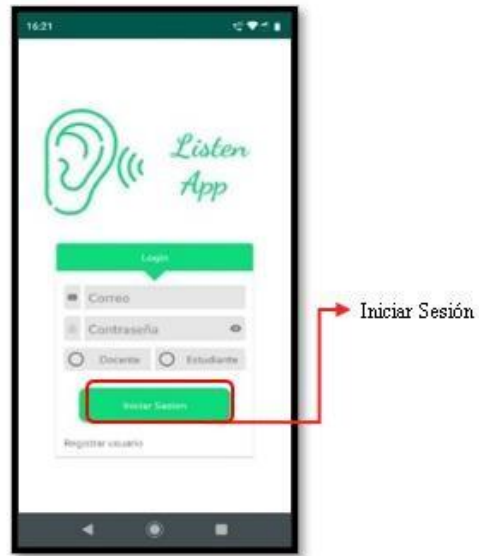 16:21
Listen
App
Login
Correo
Contraseña
Docente Estudiante
Iniciar Sesion
Registrar usuario
Iniciar Sesión